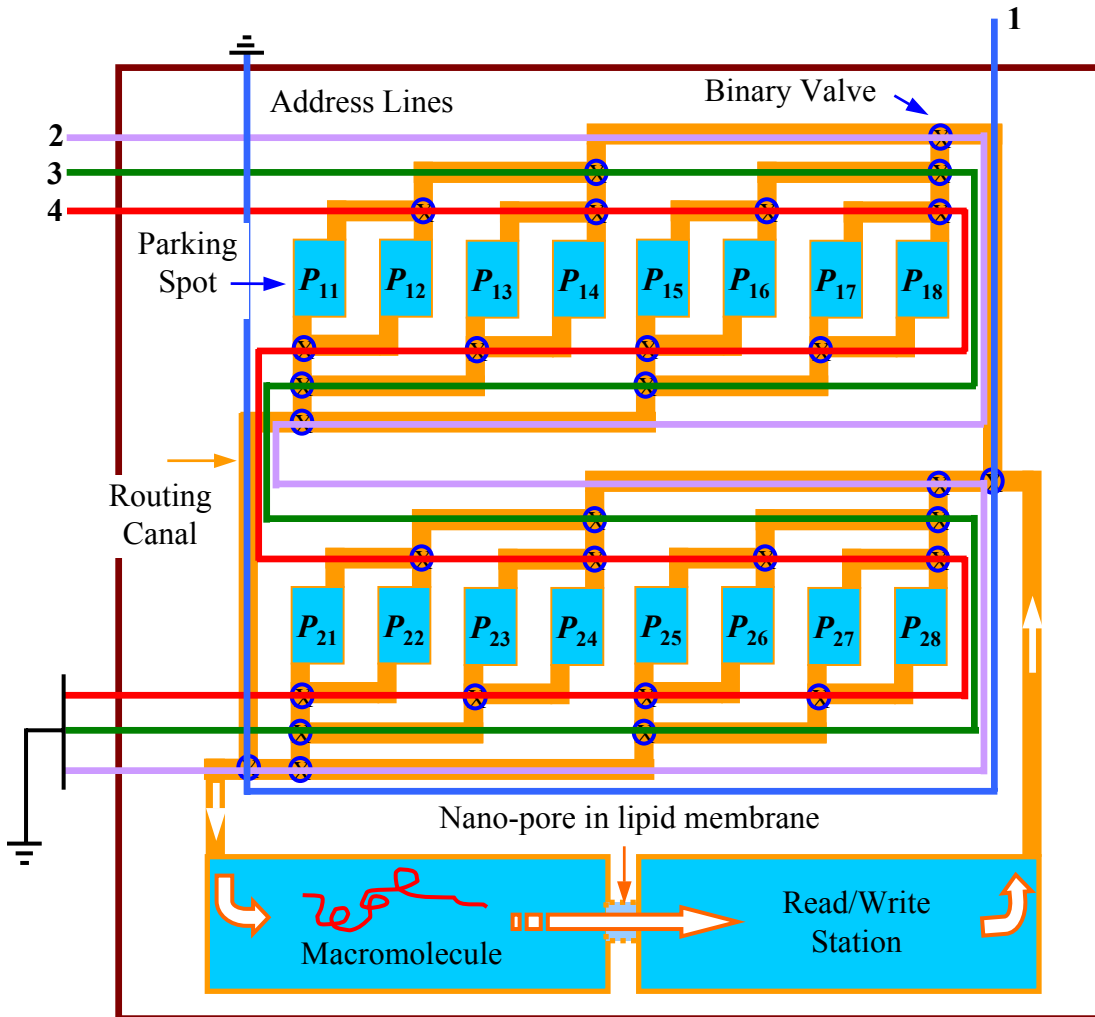 1
Address Lines
Binary Valve
2
3
4
Parking
Spot
P11 P12 P13 P14 P15 P16 P17 P18
Routing
Canal
P21 P22 P23 P24 P25 P26 P27 P28
Nano-pore in lipid membrane
Macromolecule
Read/Write
Station